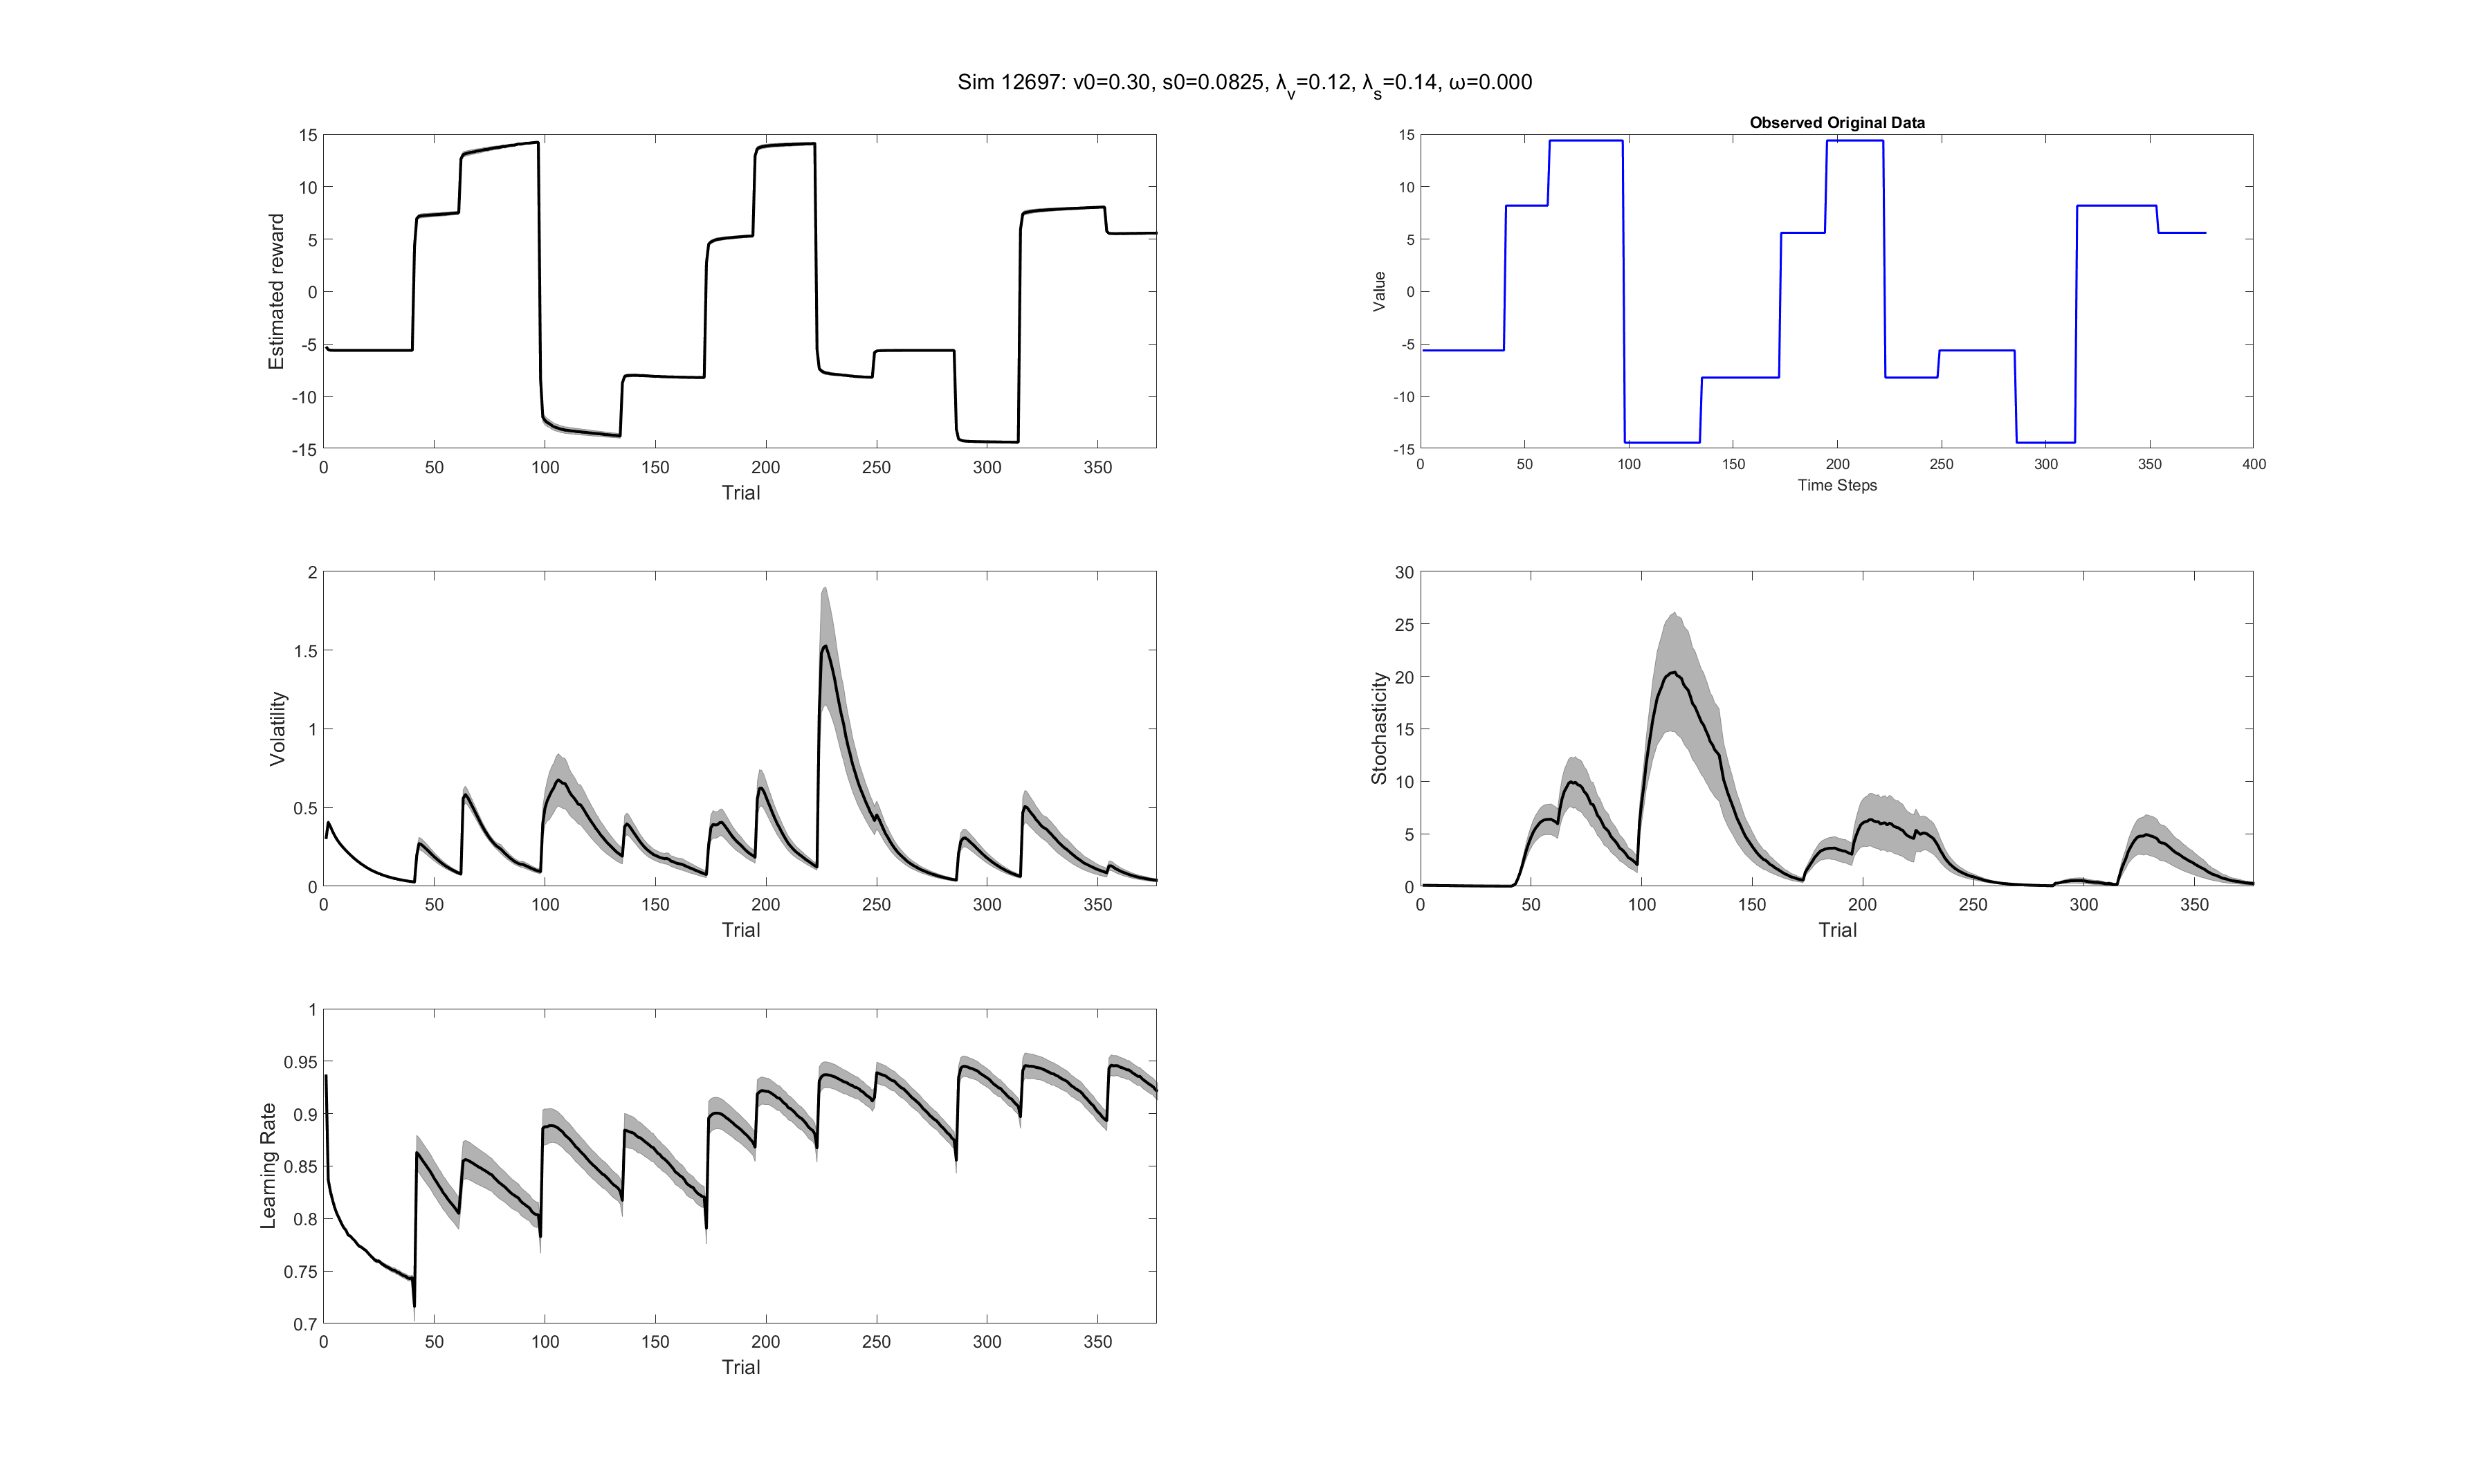 Sim 12697: v0=0.30, s0=0.0825, λv=0.12, λs=0.14, ω=0.000
15
10
5
0
-5
-10
-15
Estimated reward
0 50 100 150 200 250 300 350
Trial
Observed Original Data
15
10
5
0
-5
-10
-15
Value
0 50 100 150 200 250 300 350 400
Time Steps
2
1.5
1
0.5
0
Volatility
0 50 100 150 200 250 300 350
Trial
30
25
20
15
10
5
0
Stochasticity
0 50 100 150 200 250 300 350
Trial
1
0.95
0.9
0.85
0.8
0.75
0.7
Learning Rate
0 50 100 150 200 250 300 350
Trial